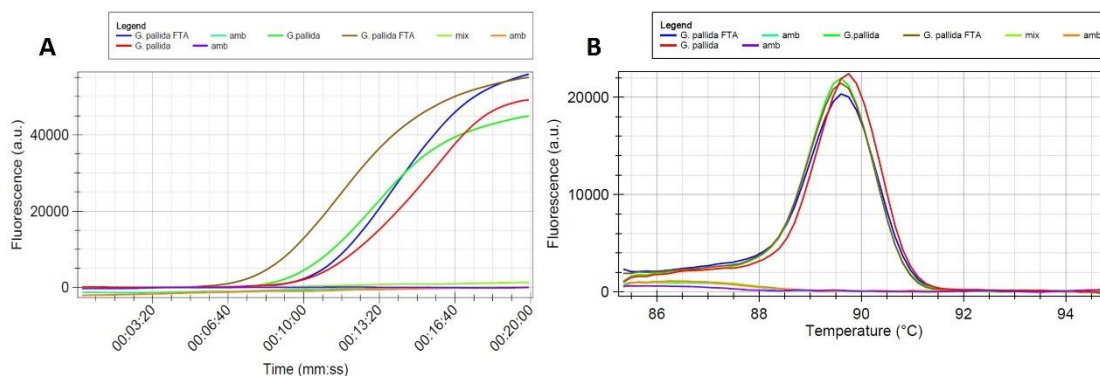 A
Legend
G. pallida FTA amb G.pallida G. pallida FTA mix amb
G. pallida amb
Fluorescence (a.u.)
40000
20000
0
00:03:20 00:06:40 00:10:00 00:13:20 00:16:40 00:20:00
Time (mm:ss)
B
Legend
G. pallida FTA amb G.pallida G. pallida FTA mix amb
G. pallida amb
Fluorescence (a.u.)
20000
10000
0
86 88 90 92 94
Temperature (°C)